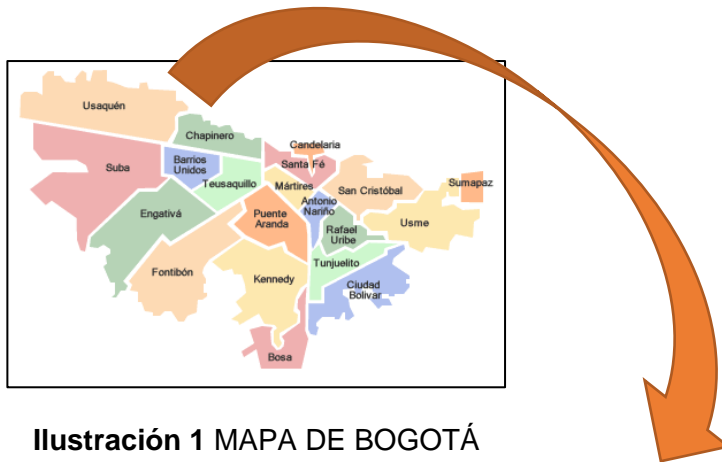 Usaquén
Chapinero
Candelaria
Suba
Barrios
Unidos
Santa Fé
Teusaquillo
Mártires
San Cristóbal
Sumapaz
Engativá
Puente
Aranda
Antonio
Nariño
Usme
Rafael
Uribe
Fontibón
Kennedy
Tunjuelito
Ciudad
Bolivar
Bosa
Ilustración 1 MAPA DE BOGOTÁ